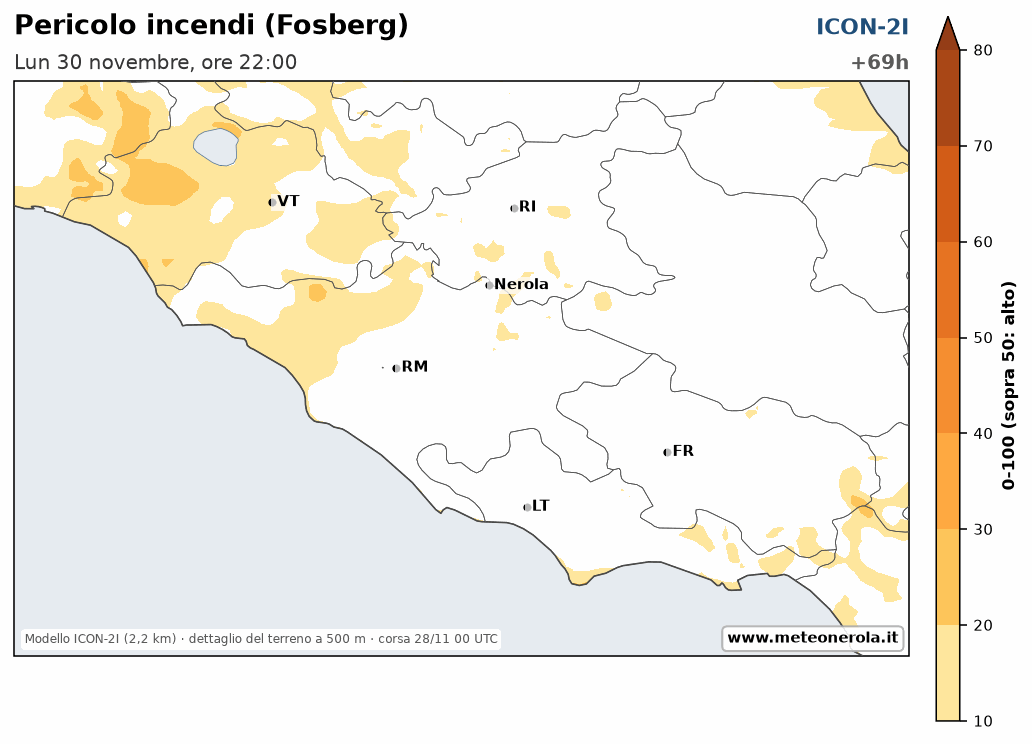 Pericolo incendi (Fosberg)
ICON-2I
Lun 30 novembre, ore 22:00
+69h
VT
RI
Nerola
RM
FR
LT
Modello ICON-2I (2,2 km) · dettaglio del terreno a 500 m · corsa 28/11 00 UTC
www.meteonerola.it
80
70
60
50
40
30
20
10
0-100 (sopra 50: alto)